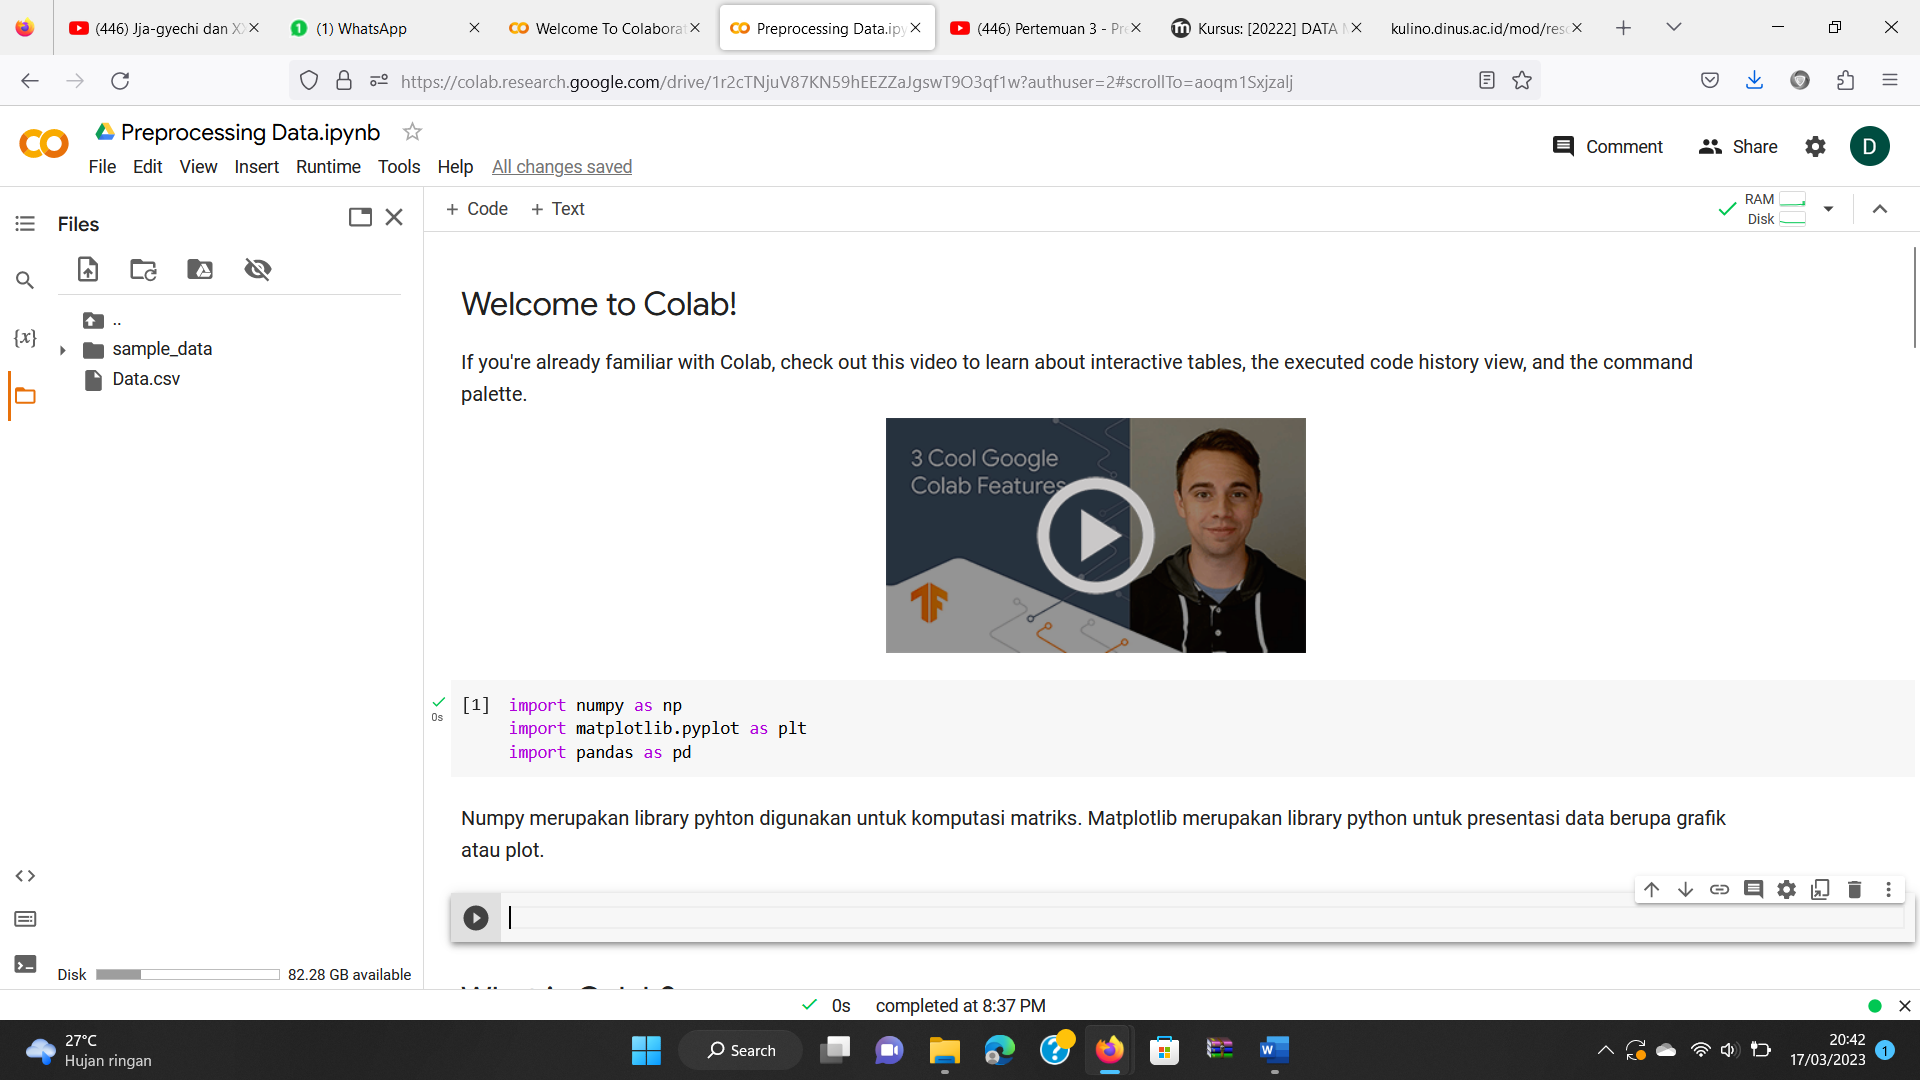 (446) Jja-gyechi dan X
(1) WhatsApp
Welcome To Colaborat
Preprocessing Data.ipy
(446) Pertemuan 3 - Pr
Kursus: [20222] DATA
kulino.dinus.ac.id/mod/res
https://colab.research.google.com/drive/1r2cTNjuV87KN59hEEZZaJgswT9O3qf1w?authuser=2#scrollTo=aoqm1Sxjzalj
Preprocessing Data.ipynb
Comment
Share
D
File Edit View Insert Runtime Tools Help All changes saved
Files
+ Code + Text
RAM
Disk
..
sample_data
Data.csv
{x}
Welcome to Colab!
If you're already familiar with Colab, check out this video to learn about interactive tables, the executed code history view, and the command
palette.
3 Cool Google
Colab Features
[1] import numpy as np
0s
import matplotlib.pyplot as plt
import pandas as pd
Numpy merupakan library pyhton digunakan untuk komputasi matriks. Matplotlib merupakan library python untuk presentasi data berupa grafik
atau plot.
Disk 82.28 GB available
What is Colab?
0s completed at 8:37 PM
27°C
Hujan ringan
Search
20:42
17/03/2023
1